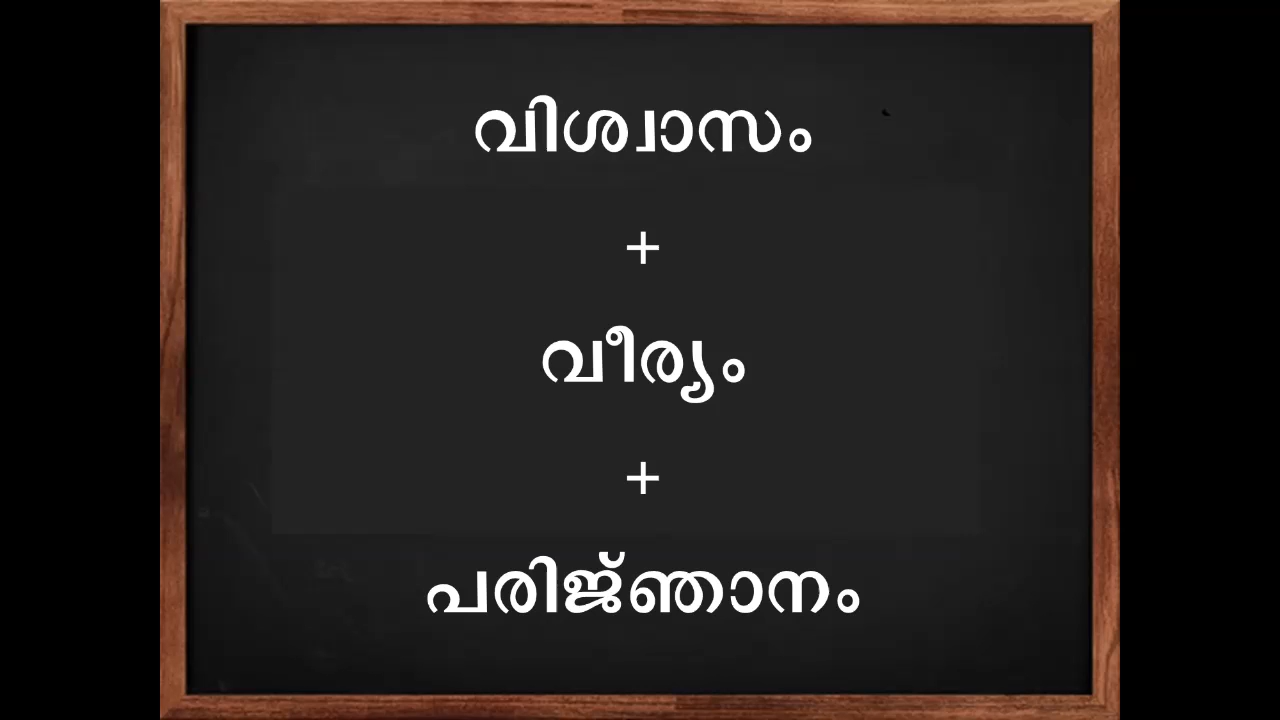 വിശ്വാസം
+
വീര്യം
+
പരിജ്ഞാനം